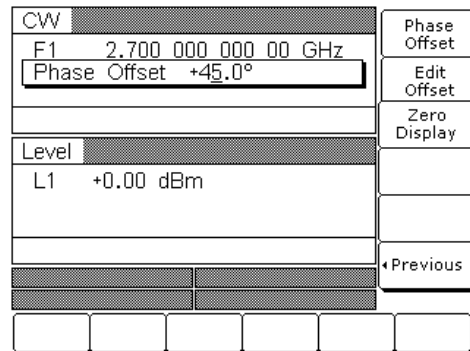 CW
F1 2.700 000 000 00 GHz
Phase Offset +45.0°
Level
L1 +0.00 dBm
Phase
Offset
Edit
Offset
Zero
Display
Previous